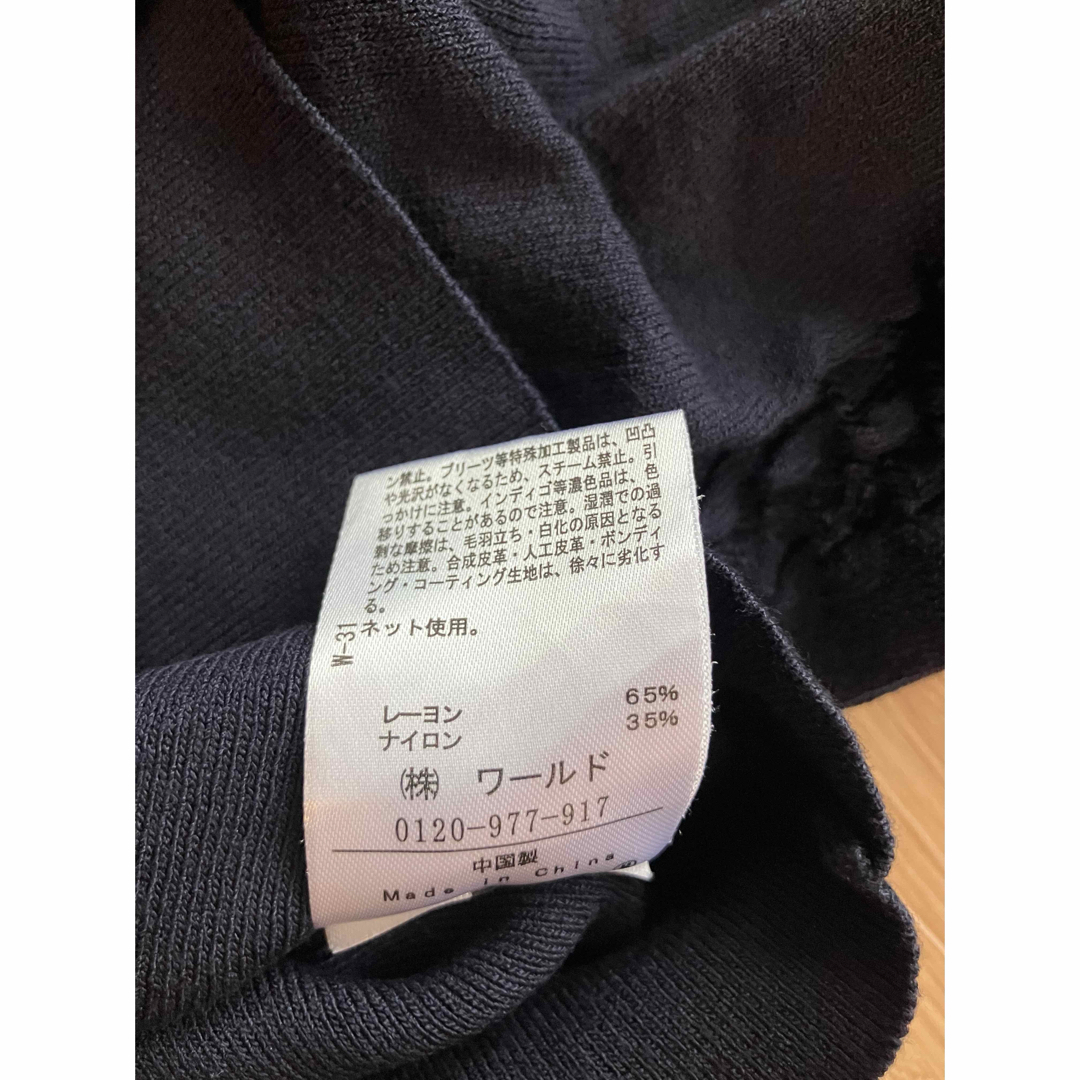 ン禁止。プリーツ等特殊加工製品は、凹凸
や光沢がなくなるため、スチーム禁止。引
っかけに注意。インディゴ等濃色品は、色
移りすることがあるので注意。湿潤での過
剰な摩擦は、毛羽立ち・白化の原因となる
ため注意。合成皮革・人工皮革・ボンディ
ング・コーティング生地は、徐々に劣化す
る。
ネット使用。
W-31
レーヨン 65%
ナイロン 35%
㈱ ワールド
0120-977-917
中国製
Made in China